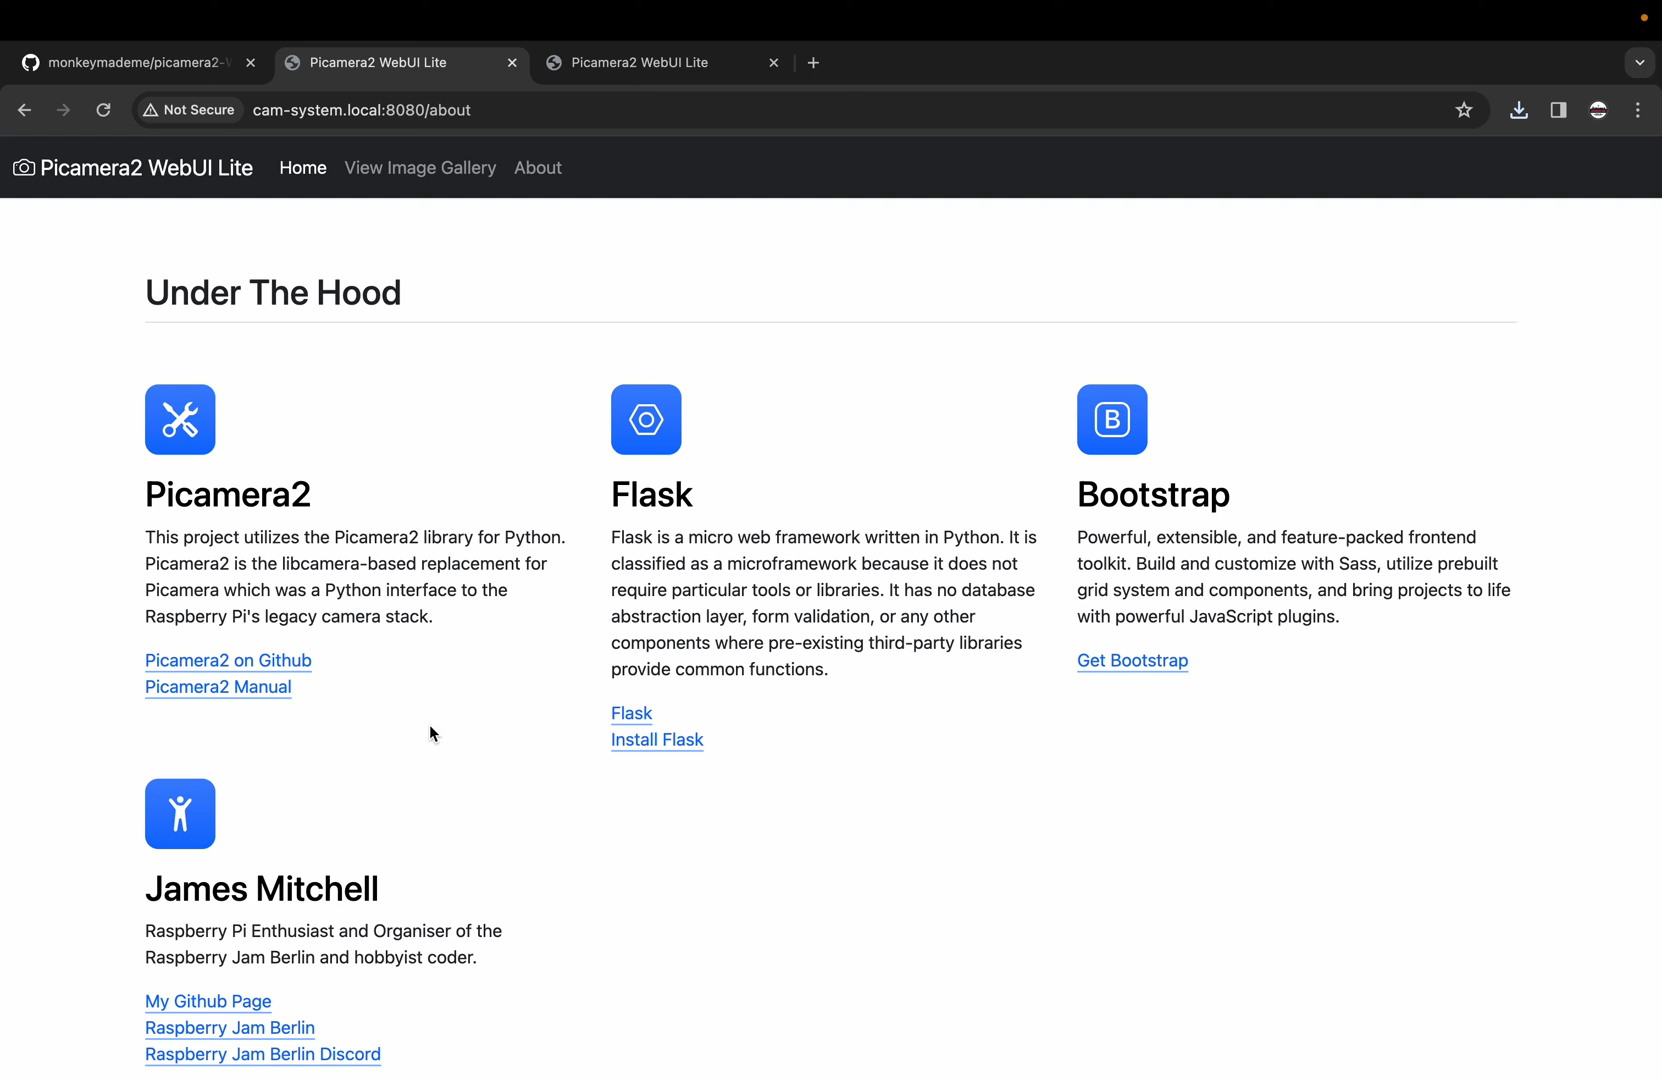 monkeymademe/picamera2-
Picamera2 WebUI Lite
Picamera2 WebUI Lite
Not Secure
cam-system.local:8080/about
Picamera2 WebUI Lite
Home
View Image Gallery
About
Under The Hood
Picamera2
This project utilizes the Picamera2 library for Python.
Picamera2 is the libcamera-based replacement for
Picamera which was a Python interface to the
Raspberry Pi's legacy camera stack.
Picamera2 on Github
Picamera2 Manual
Flask
Flask is a micro web framework written in Python. It is
classified as a microframework because it does not
require particular tools or libraries. It has no database
abstraction layer, form validation, or any other
components where pre-existing third-party libraries
provide common functions.
Flask
Install Flask
B
Bootstrap
Powerful, extensible, and feature-packed frontend
toolkit. Build and customize with Sass, utilize prebuilt
grid system and components, and bring projects to life
with powerful JavaScript plugins.
Get Bootstrap
James Mitchell
Raspberry Pi Enthusiast and Organiser of the
Raspberry Jam Berlin and hobbyist coder.
My Github Page
Raspberry Jam Berlin
Raspberry Jam Berlin Discord